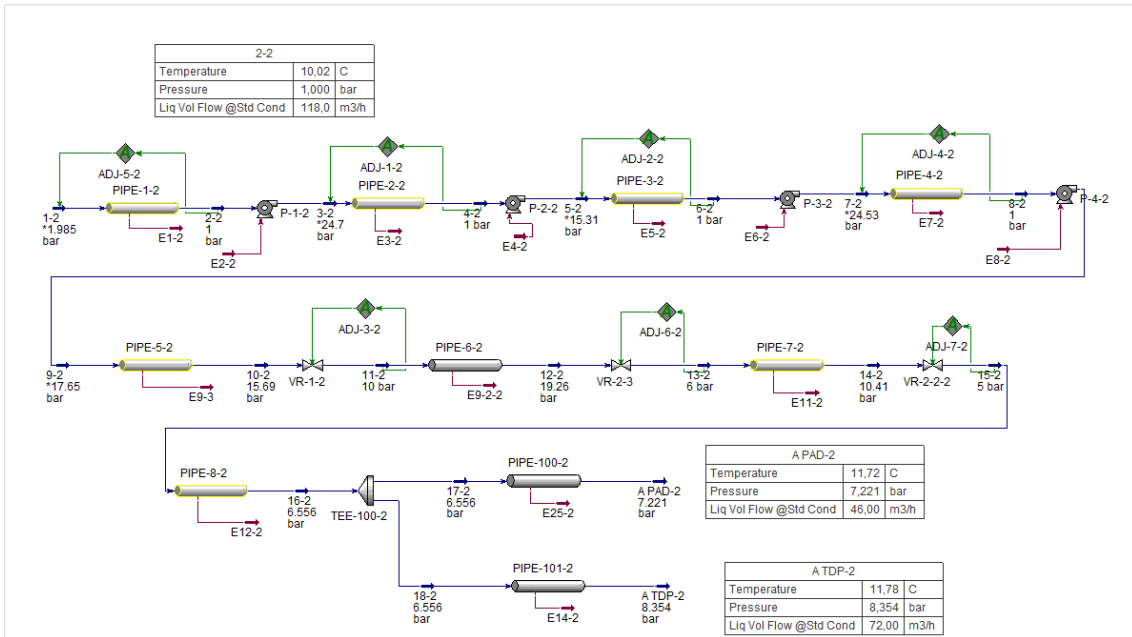 2-2
Temperature 10,02 C
Pressure 1,000 bar
Liq Vol Flow @Std Cond 118,0 m3/h
A
ADJ-5-2
PIPE-1-2
1-2
*1.985
bar
E1-2
2-2
1
bar
P-1-2
E2-2
A
ADJ-1-2
PIPE-2-2
3-2
*24.7
bar
E3-2
4-2
1 bar
P-2-2
E4-2
A
ADJ-2-2
PIPE-3-2
5-2
*15.31
bar
E5-2
6-2
1 bar
P-3-2
E6-2
A
ADJ-4-2
PIPE-4-2
7-2
*24.53
bar
E7-2
8-2
1
bar
P-4-2
E8-2
9-2
*17.65
bar
PIPE-5-2
E9-3
10-2
15.69
bar
A
ADJ-3-2
VR-1-2
11-2
10 bar
PIPE-6-2
E9-2-2
12-2
19.26
bar
A
ADJ-6-2
VR-2-3
13-2
6 bar
PIPE-7-2
E11-2
14-2
10.41
bar
A
ADJ-7-2
VR-2-2-2
15-2
5 bar
PIPE-8-2
E12-2
16-2
6.556
bar
TEE-100-2
17-2
6.556
bar
PIPE-100-2
E25-2
A PAD-2
7.221
bar
A PAD-2
Temperature 11,72 C
Pressure 7,221 bar
Liq Vol Flow @Std Cond 46,00 m3/h
18-2
6.556
bar
PIPE-101-2
E14-2
A TDP-2
8.354
bar
A TDP-2
Temperature 11,78 C
Pressure 8,354 bar
Liq Vol Flow @Std Cond 72,00 m3/h